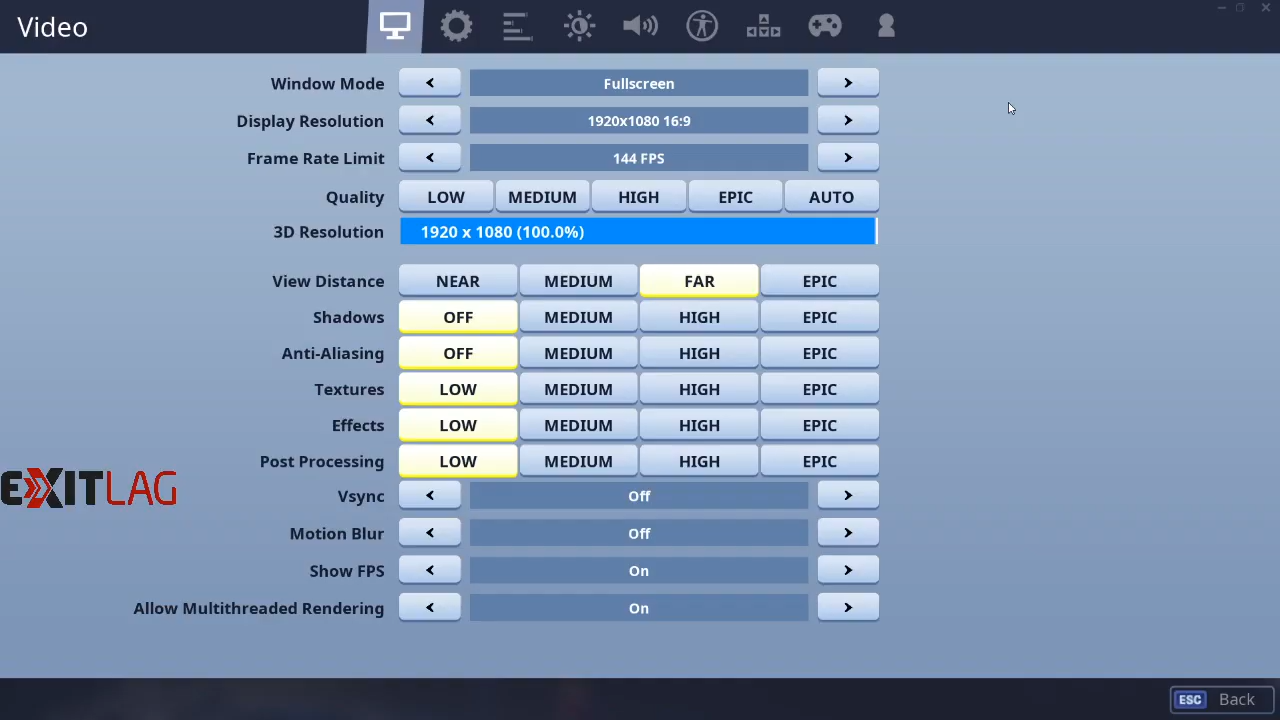 Video
Window Mode Fullscreen
Display Resolution 1920x1080 16:9
Frame Rate Limit 144 FPS
Quality LOW MEDIUM HIGH EPIC AUTO
3D Resolution 1920 x 1080 (100.0%)
View Distance NEAR MEDIUM FAR EPIC
Shadows OFF MEDIUM HIGH EPIC
Anti-Aliasing OFF MEDIUM HIGH EPIC
Textures LOW MEDIUM HIGH EPIC
Effects LOW MEDIUM HIGH EPIC
Post Processing LOW MEDIUM HIGH EPIC
EXITLAG
Vsync Off
Motion Blur Off
Show FPS On
Allow Multithreaded Rendering On
ESC Back